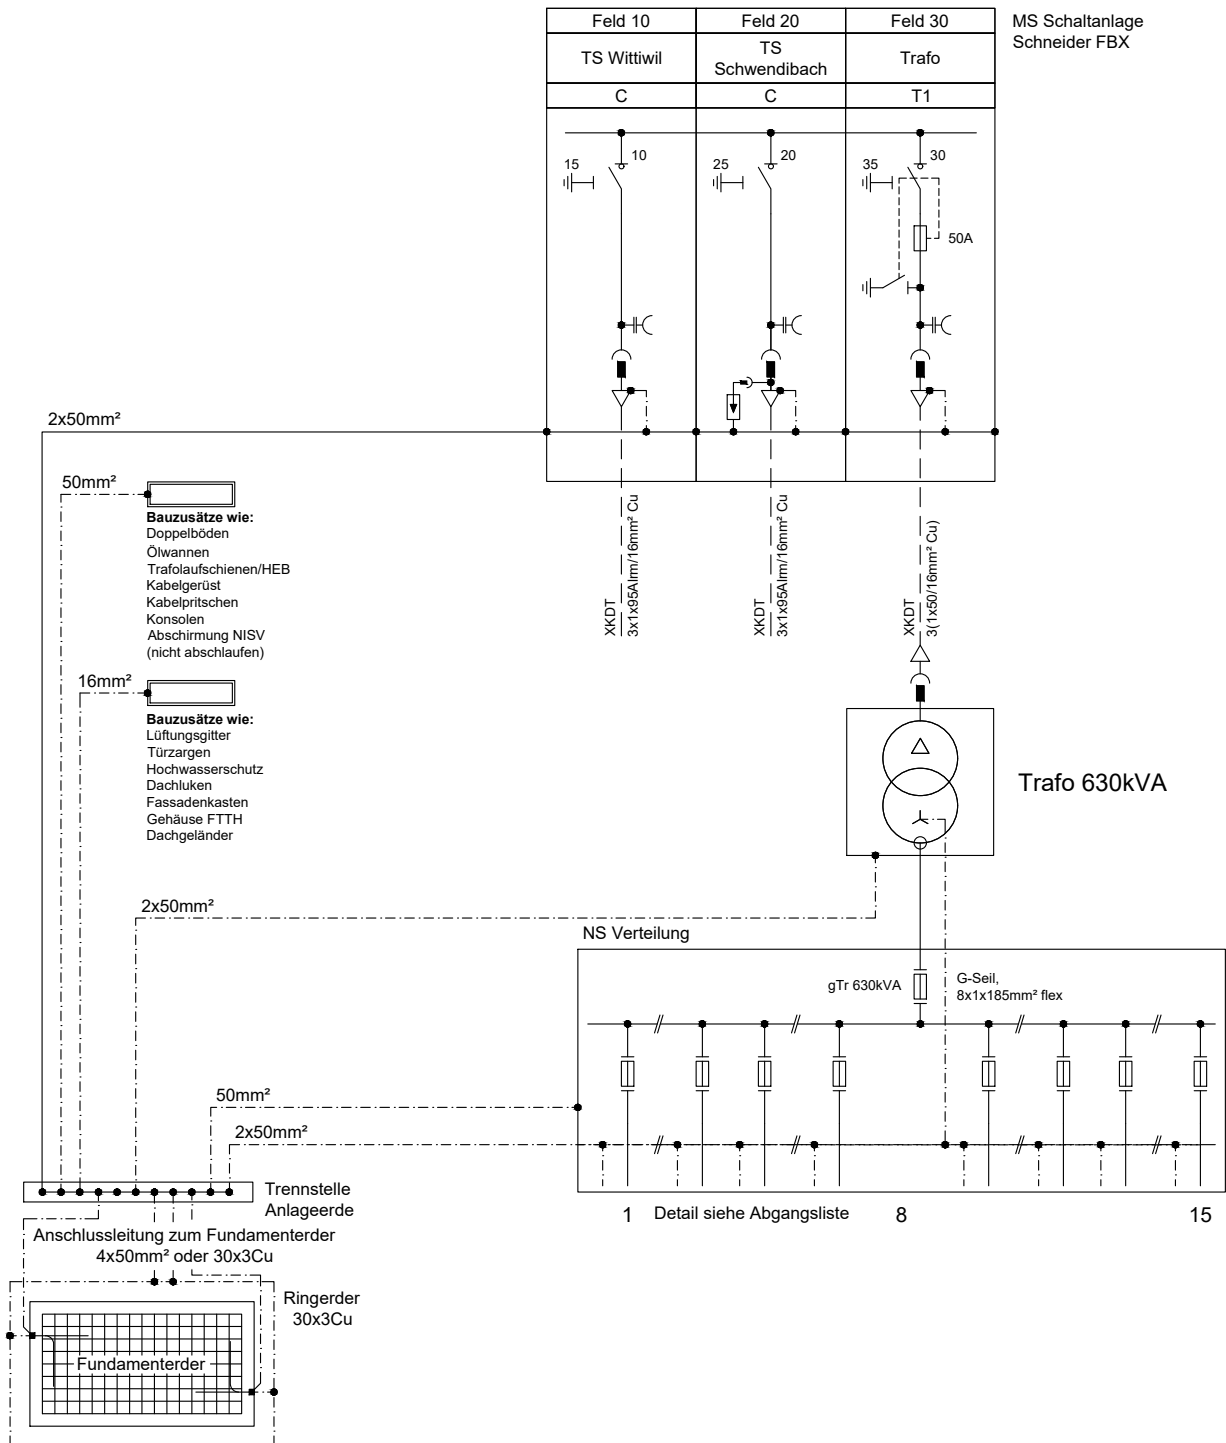 Feld 10
Feld 20
Feld 30
MS Schaltanlage
Schneider FBX
TS Wittiwil
TS
Schwendibach
Trafo
C
C
T1
15
10
25
20
35
30
50A
2x50mm²
50mm²
Bauzusätze wie:
Doppelböden
Ölwannen
Trafolaufschienen/HEB
Kabelgerüst
Kabelpritschen
Konsolen
Abschirmung NISV
(nicht abschlaufen)
XKDT
3x1x95Alrm/16mm² Cu
XKDT
3x1x95Alrm/16mm² Cu
XKDT
3(1x50/16mm² Cu)
16mm²
Bauzusätze wie:
Lüftungsgitter
Türzargen
Hochwasserschutz
Dachluken
Fassadenkasten
Gehäuse FTTH
Dachgeländer
Trafo 630kVA
2x50mm²
NS Verteilung
gTr 630kVA
G-Seil,
8x1x185mm² flex
50mm²
2x50mm²
Trennstelle
Anlageerde
1
Detail siehe Abgangsliste
8
15
Anschlussleitung zum Fundamenterder
4x50mm² oder 30x3Cu
Ringerder
30x3Cu
Fundamenterder